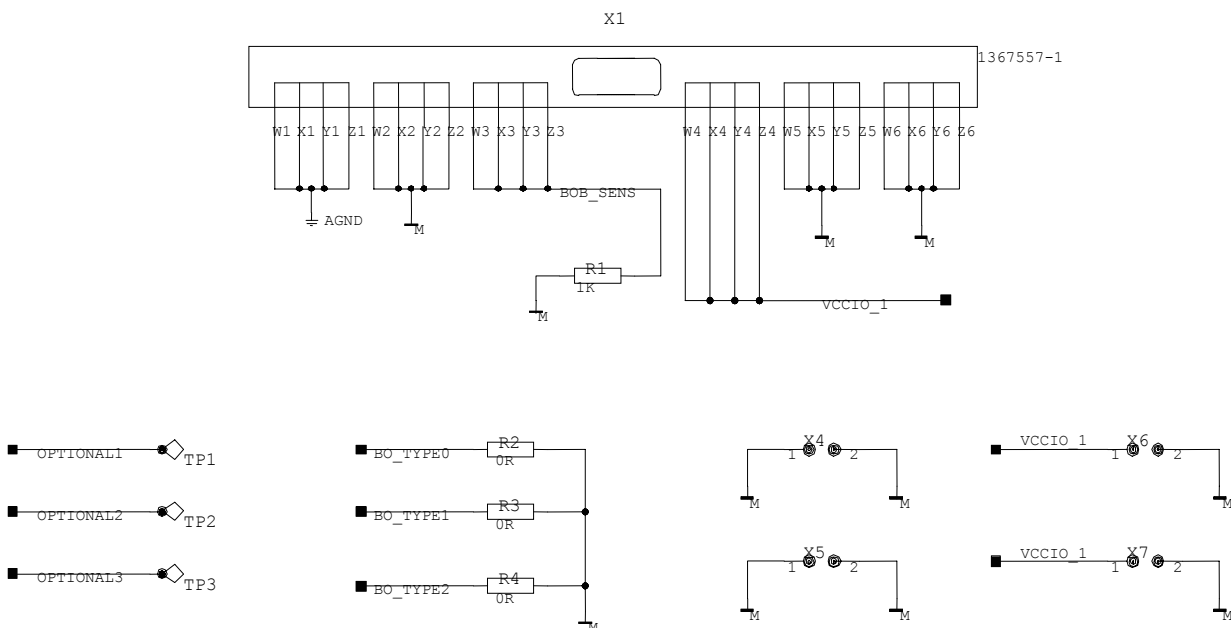 X1
1367557-1
W1 X1 Y1 Z1 W2 X2 Y2 Z2 W3 X3 Y3 Z3 W4 X4 Y4 Z4 W5 X5 Y5 Z5 W6 X6 Y6 Z6
BOB_SENS
AGND
M
M
M
R1
1K
M
VCCIO_1
OPTIONAL1
TP1
OPTIONAL2
TP2
OPTIONAL3
TP3
BO_TYPE0
R2
0R
BO_TYPE1
R3
0R
BO_TYPE2
R4
0R
M
X4
1 2
M M
X5
1 2
M M
VCCIO_1 X6
1 2
M
VCCIO_1 X7
1 2
M